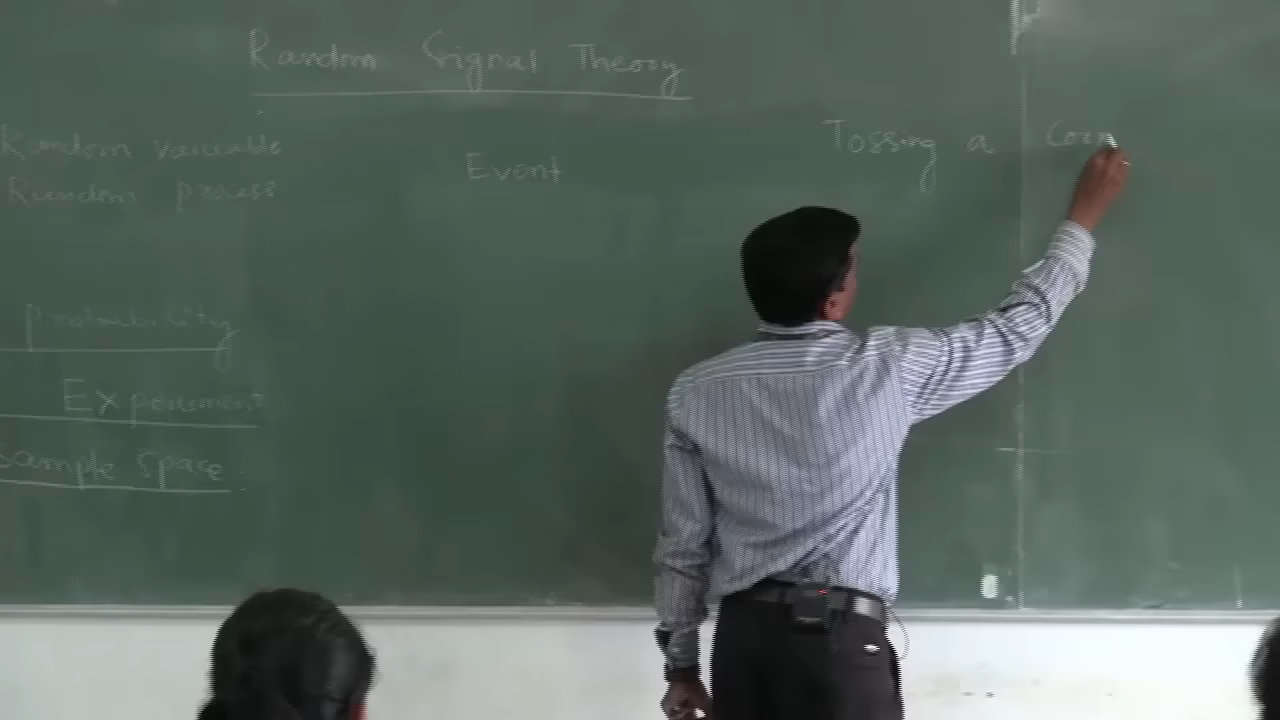 Random Signal Theory
Random variable
Random process
Probability
Experiment
Sample Space
Event
Tossing a Coin